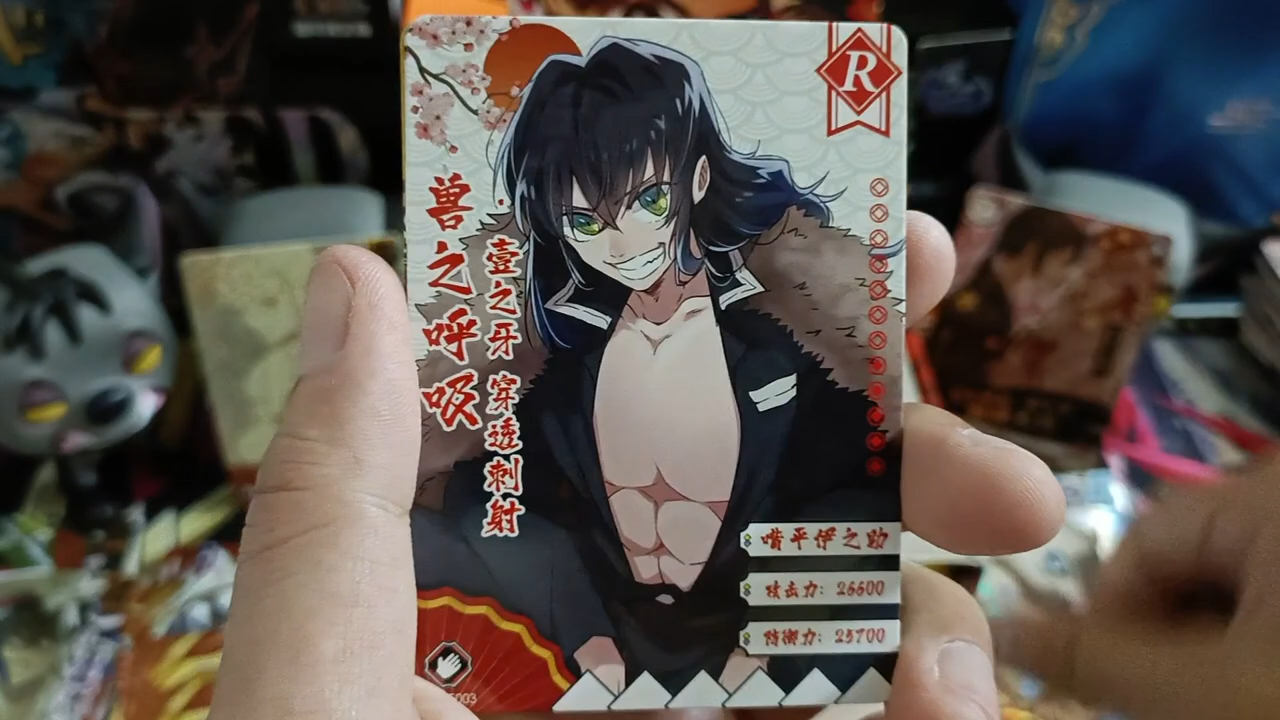 R
兽之呼吸
壹之牙 穿透刺射
嘴平伊之助
攻击力: 26600
防御力: 25700